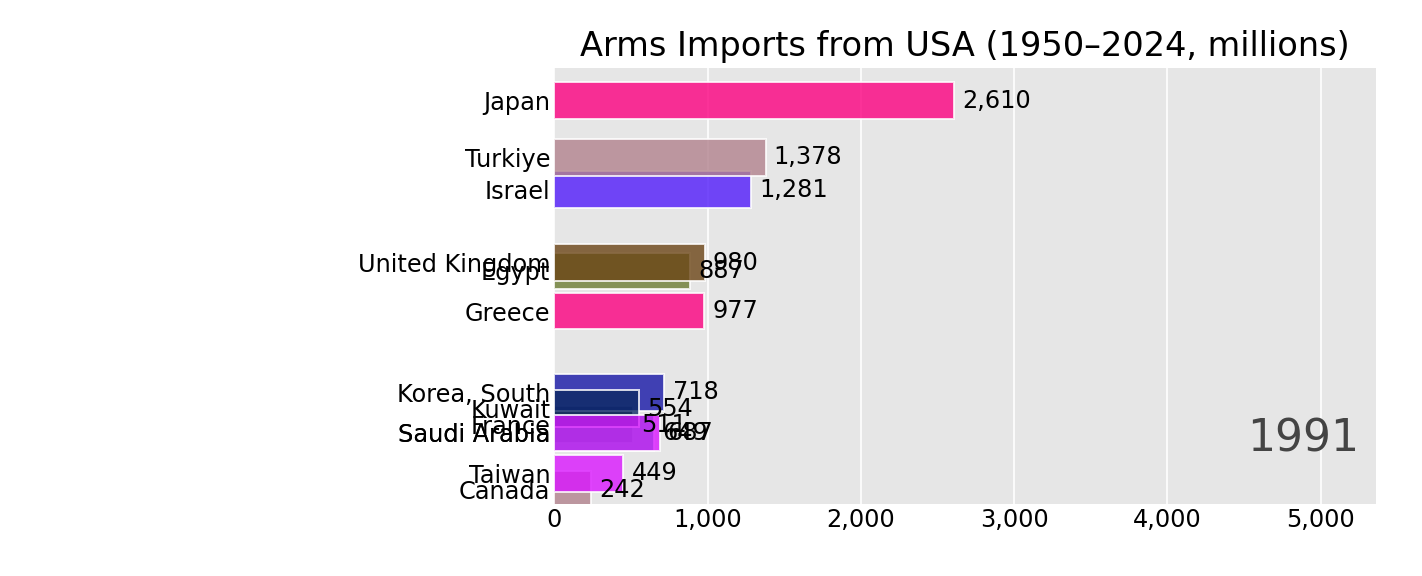 Arms Imports from USA (1950–2024, millions)
Japan 2,610
Turkiye 1,378
Israel 1,281
United Kingdom 980
Egypt 887
Greece 977
Korea, South 718
Kuwait 554
France 511
Saudi Arabia 687
Taiwan 449
Canada 242
1991
0 1,000 2,000 3,000 4,000 5,000